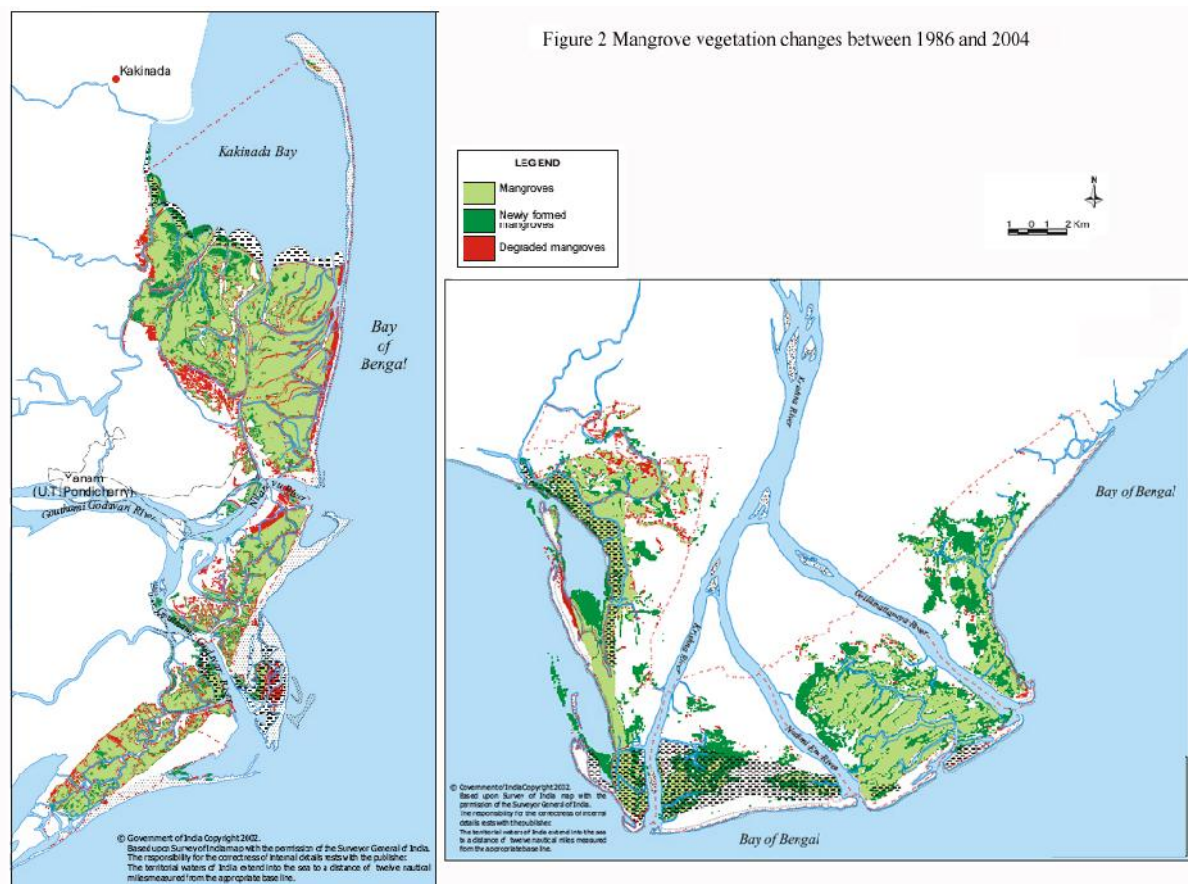 Figure 2 Mangrove vegetation changes between 1986 and 2004
Kakinada
Kakinada Bay
Bay
of
Bengal
Yanam
(U.T. Pondicharry)
Gouthami Godavari River
© Government of India Copyright 2002.
Based upon Survey of India map with the permission of the Surveyor General of India.
The responsibility for the correctness of internal details rests with the publisher.
The territorial waters of India extend into the sea to a distance of twelve nautical
miles measured from the appropriate base line.
LEGEND
Mangroves
Newly formed
mangroves
Degraded mangroves
N
1 0 1 2 Km
Krishna River
Bay of Bengal
Krishna River
River
© Government of India Copyright 2002.
Based upon Survey of India map with the
permission of the Surveyor General of India.
The responsibility for the correctness of internal
details rests with the publisher.
The territorial waters of India extend into the sea
to a distance of twelve nautical miles measured
from the appropriate base line.
Bay of Bengal